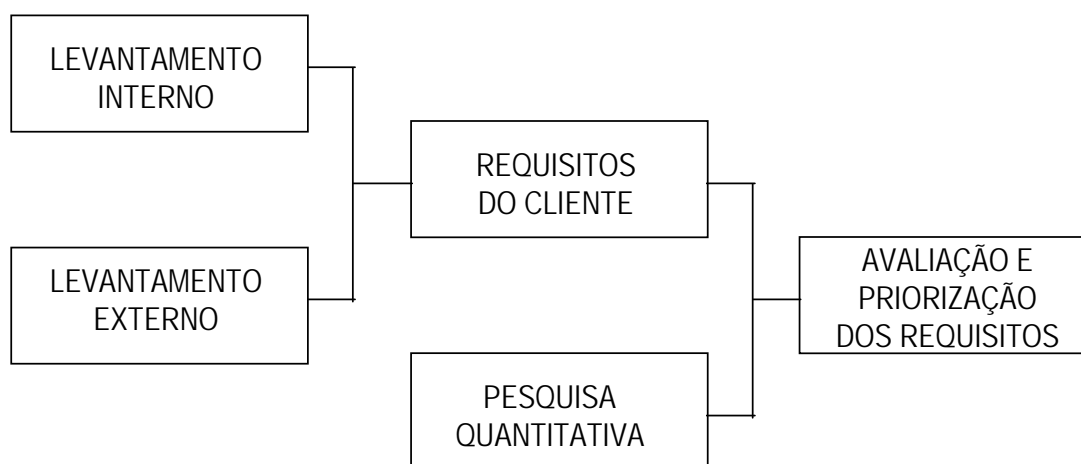 LEVANTAMENTO
INTERNO
REQUISITOS
DO CLIENTE
LEVANTAMENTO
EXTERNO
AVALIAÇÃO E
PRIORIZAÇÃO
DOS REQUISITOS
PESQUISA
QUANTITATIVA